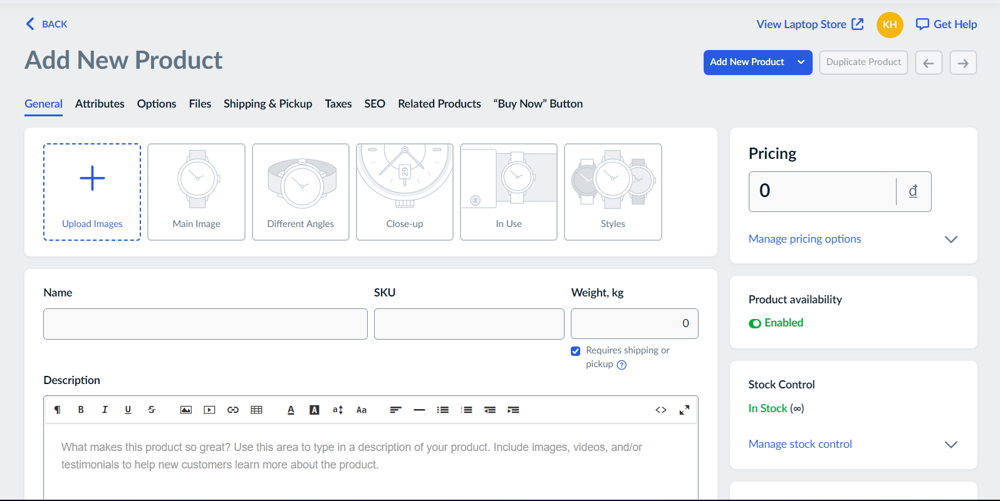 BACK
View Laptop Store
KH
Get Help
Add New Product
Add New Product
Duplicate Product
General Attributes Options Files Shipping & Pickup Taxes SEO Related Products “Buy Now” Button
Upload Images
Main Image
Different Angles
29
Close-up
In Use
Styles
Pricing
0 đ
Manage pricing options
Name
SKU
Weight, kg
0
Requires shipping or
pickup ?
Product availability
Enabled
Description
¶ B I U S A A a Aa <>
What makes this product so great? Use this area to type in a description of your product. Include images, videos, and/or
testimonials to help new customers learn more about the product.
Stock Control
In Stock (∞)
Manage stock control